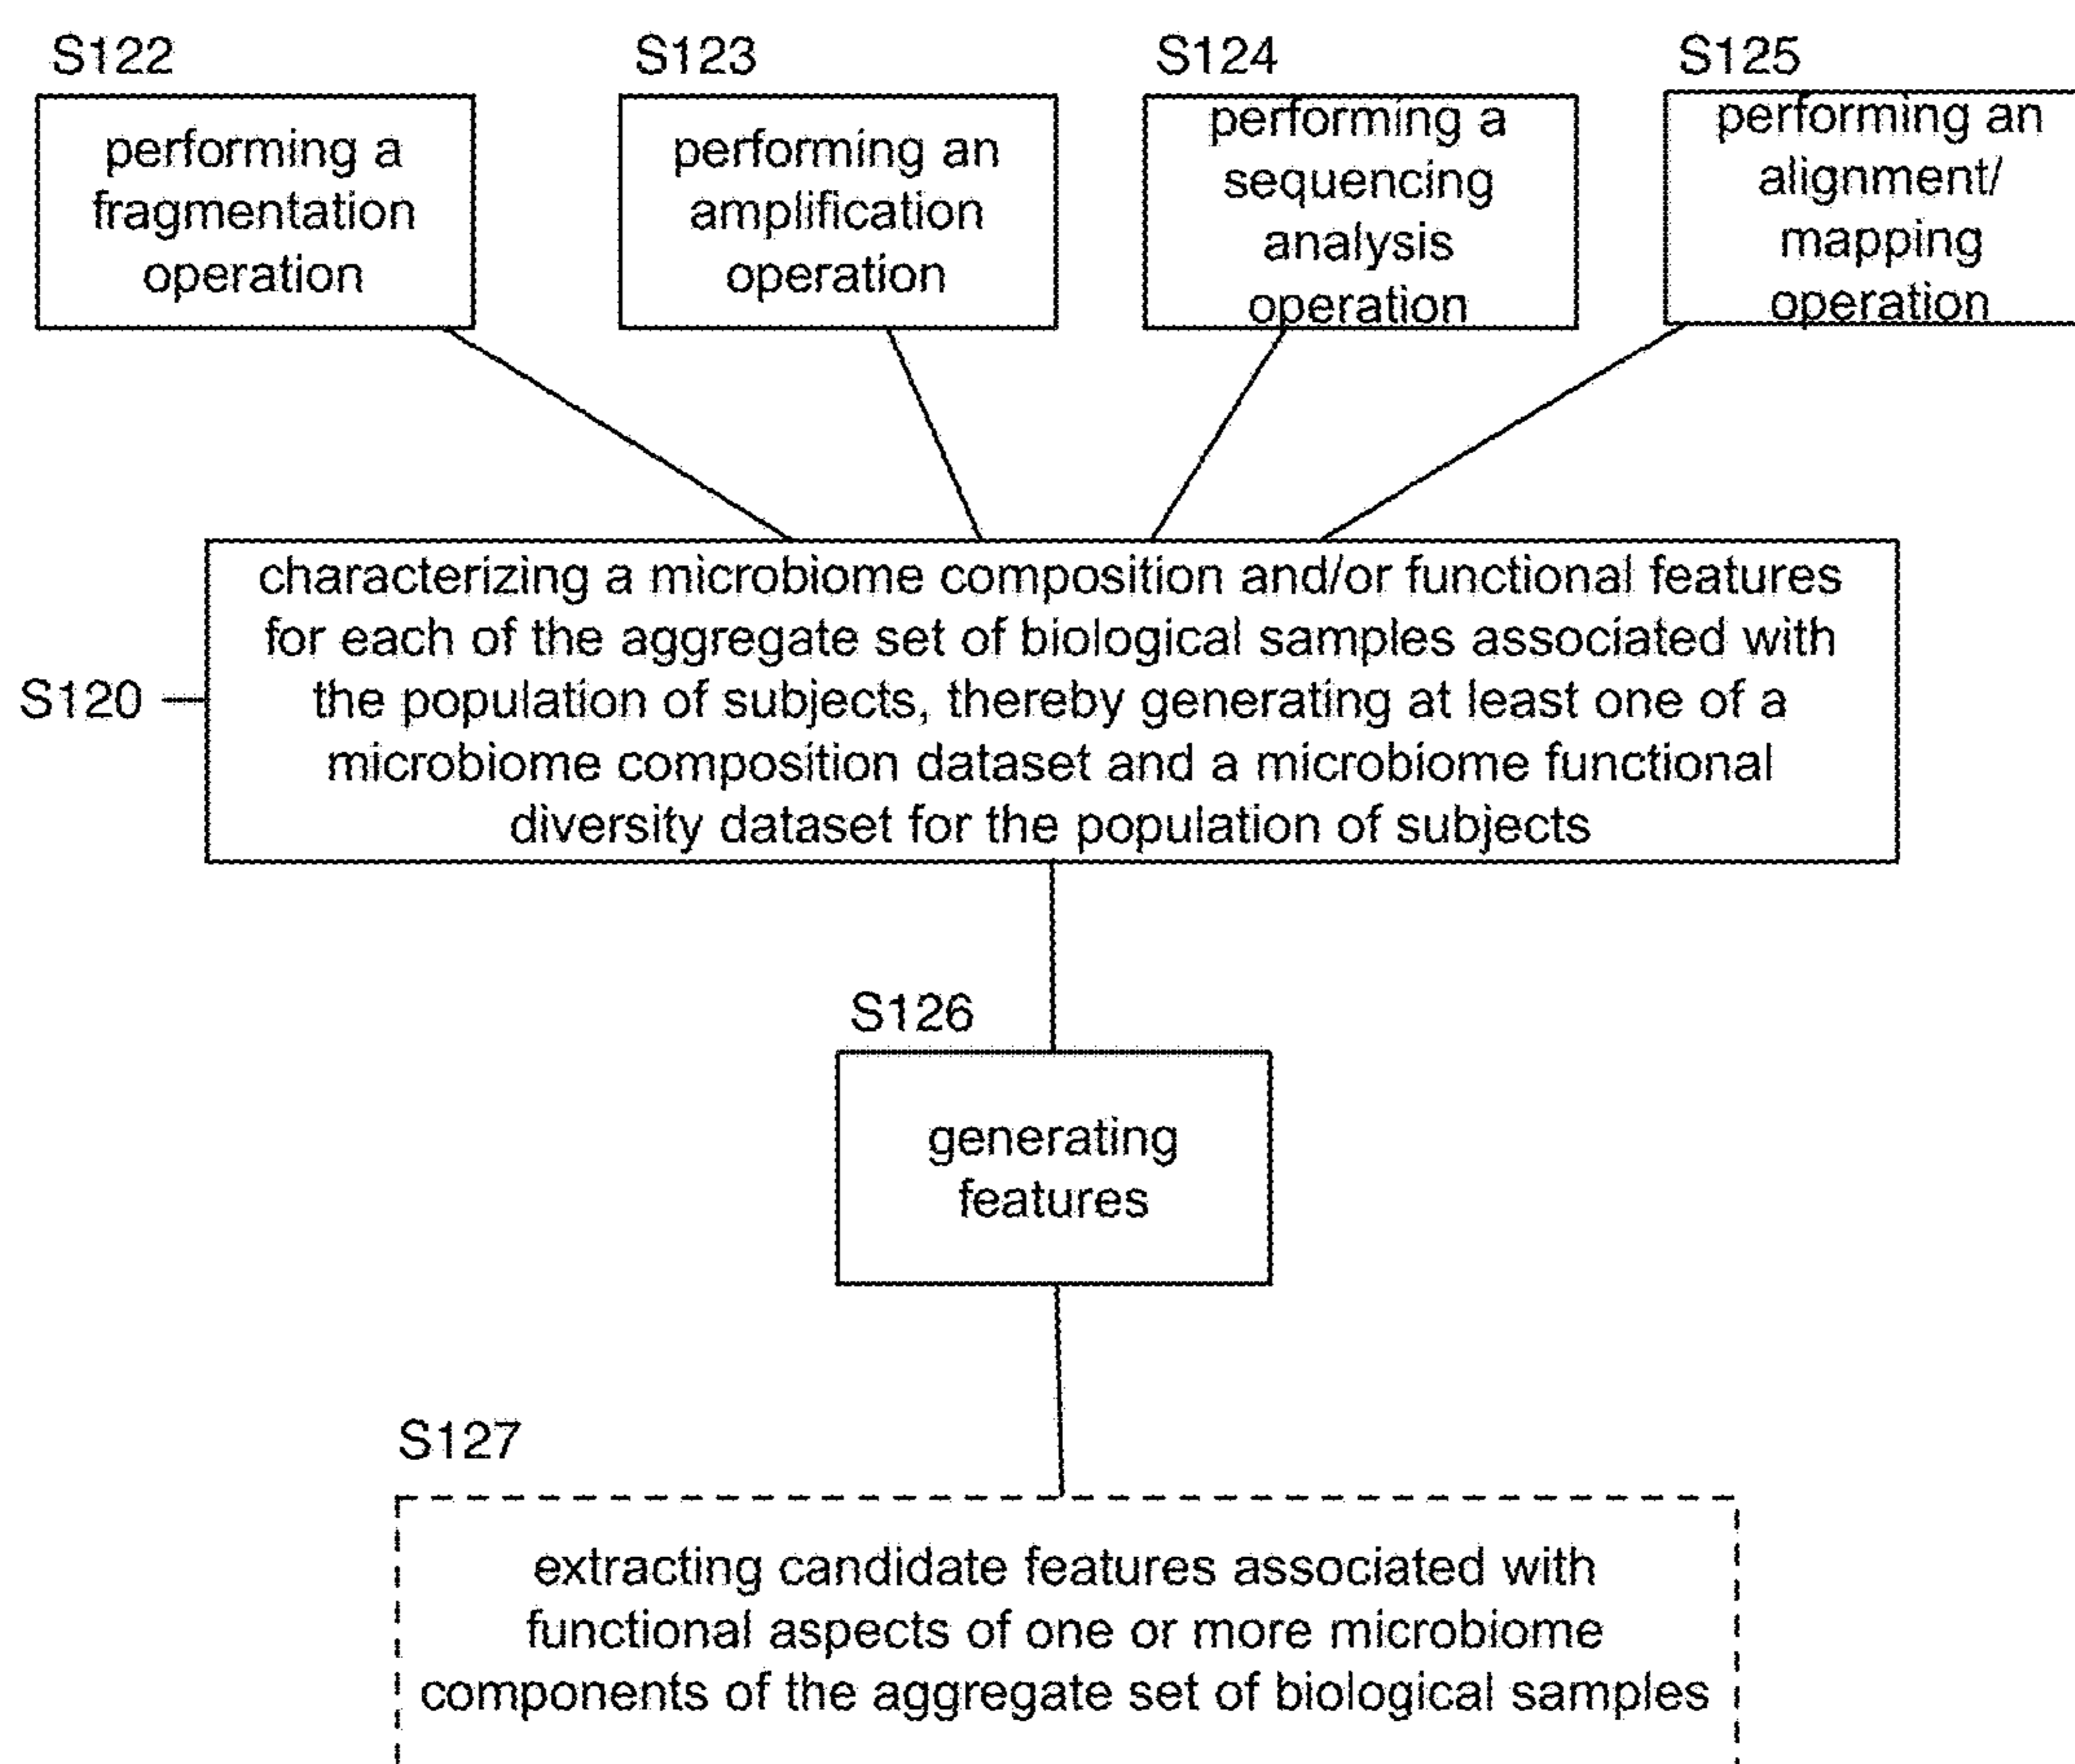 S122
performing a
fragmentation
operation
S123
performing an
amplification
operation
S124
performing a
sequencing
analysis
operation
S125
performing an
alignment/
mapping
operation
S120
characterizing a microbiome composition and/or functional features
for each of the aggregate set of biological samples associated with
the population of subjects, thereby generating at least one of a
microbiome composition dataset and a microbiome functional
diversity dataset for the population of subjects
S126
generating
features
S127
extracting candidate features associated with
functional aspects of one or more microbiome
components of the aggregate set of biological samples